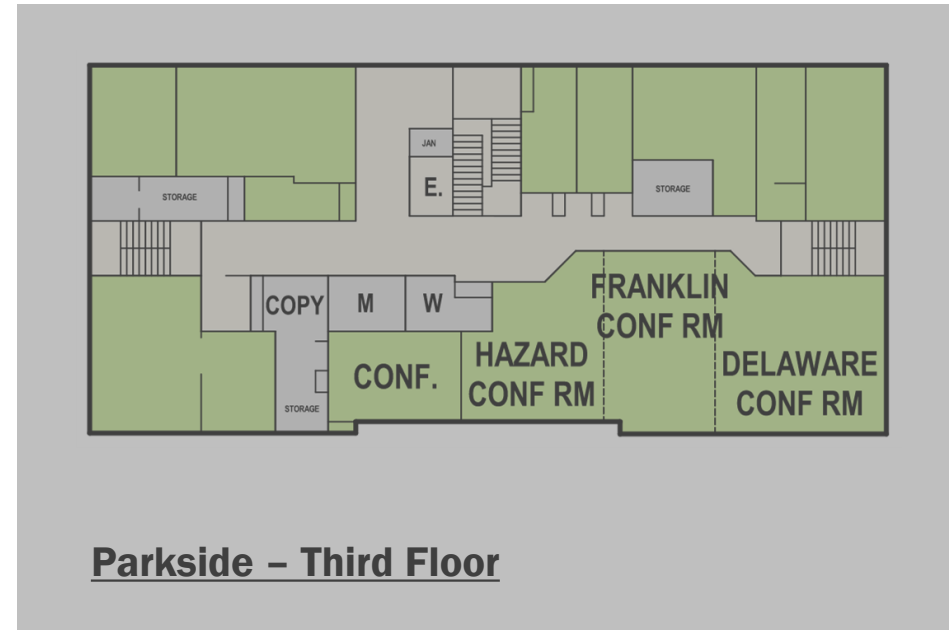 JAN
E.
STORAGE
STORAGE
COPY
M
W
FRANKLIN
CONF RM
HAZARD
CONF RM
DELAWARE
CONF RM
CONF.
STORAGE
Parkside – Third Floor